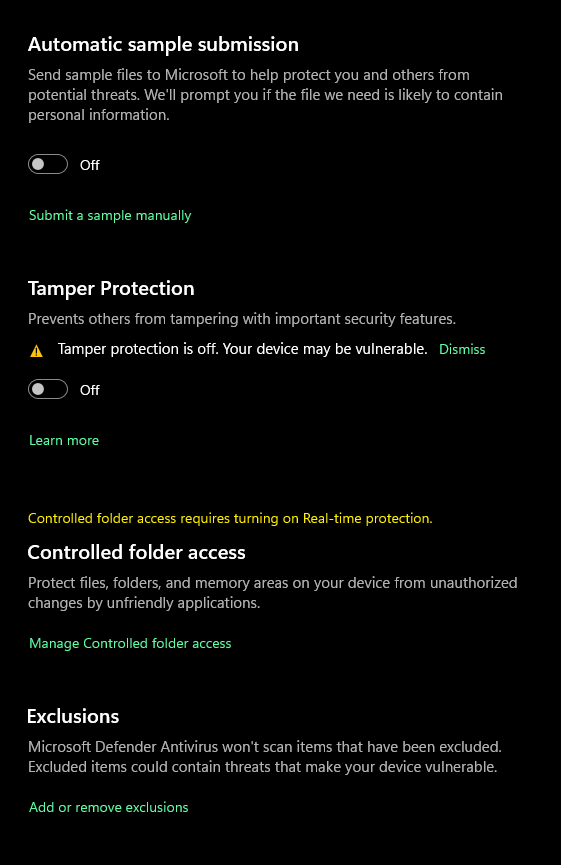 Automatic sample submission
Send sample files to Microsoft to help protect you and others from
potential threats. We'll prompt you if the file we need is likely to contain
personal information.
Off
Submit a sample manually
Tamper Protection
Prevents others from tampering with important security features.
Tamper protection is off. Your device may be vulnerable. Dismiss
Off
Learn more
Controlled folder access requires turning on Real-time protection.
Controlled folder access
Protect files, folders, and memory areas on your device from unauthorized
changes by unfriendly applications.
Manage Controlled folder access
Exclusions
Microsoft Defender Antivirus won't scan items that have been excluded.
Excluded items could contain threats that make your device vulnerable.
Add or remove exclusions